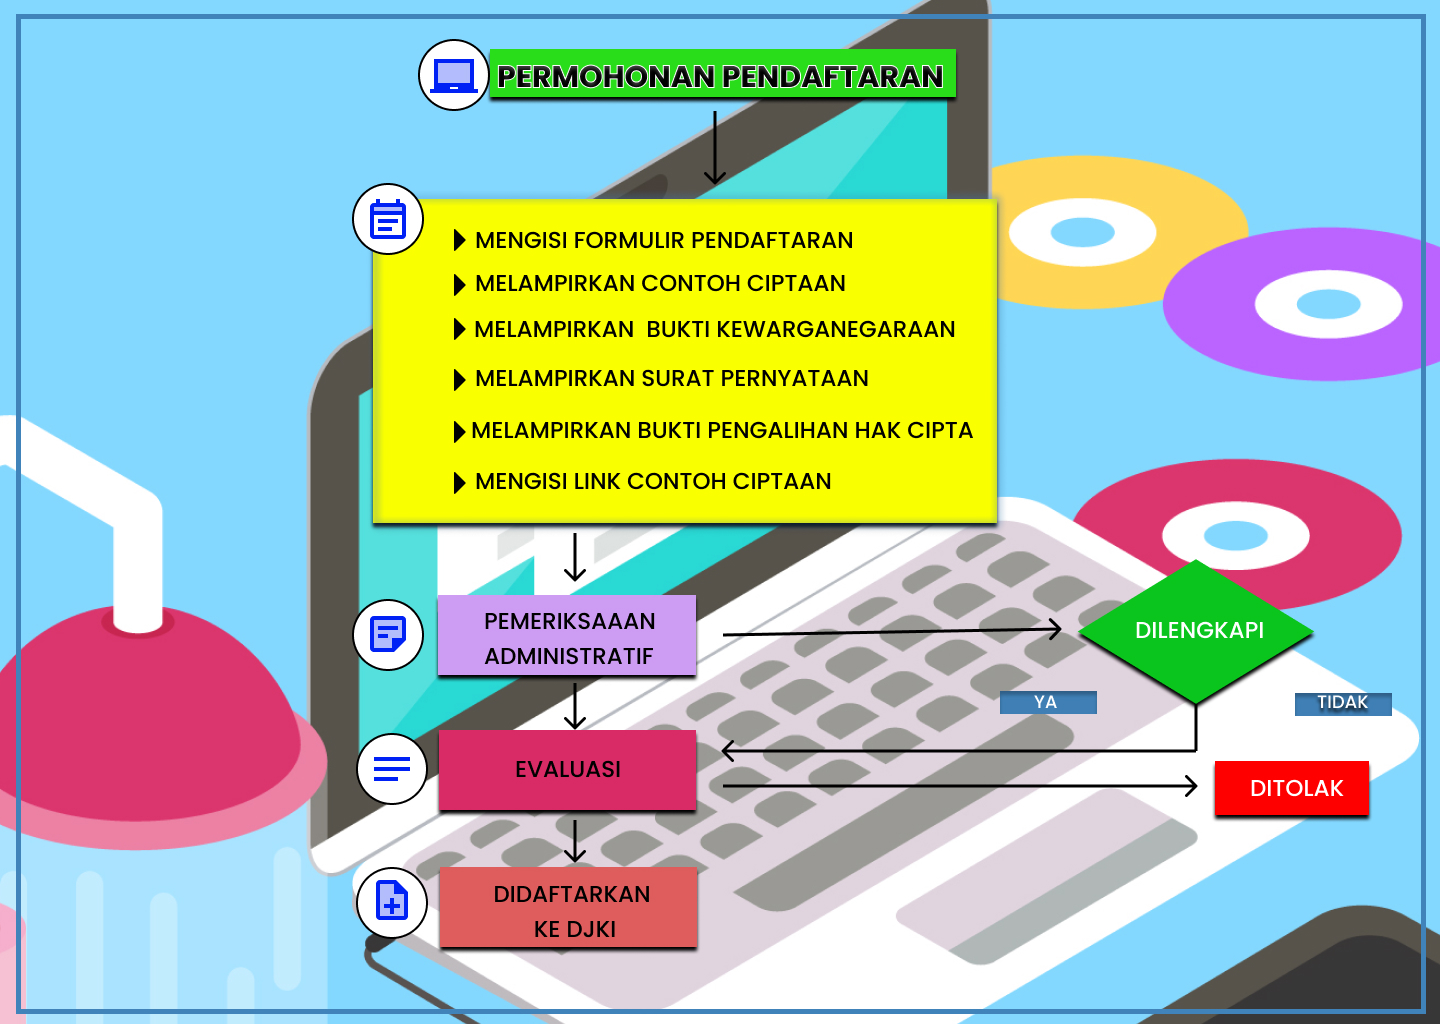 PERMOHONAN PENDAFTARAN
MENGISI FORMULIR PENDAFTARAN
MELAMPIRKAN CONTOH CIPTAAN
MELAMPIRKAN BUKTI KEWARGANEGARAAN
MELAMPIRKAN SURAT PERNYATAAN
MELAMPIRKAN BUKTI PENGALIHAN HAK CIPTA
MENGISI LINK CONTOH CIPTAAN
PEMERIKSAAAN
ADMINISTRATIF
DILENGKAPI
YA
TIDAK
EVALUASI
DITOLAK
DIDAFTARKAN
KE DJKI